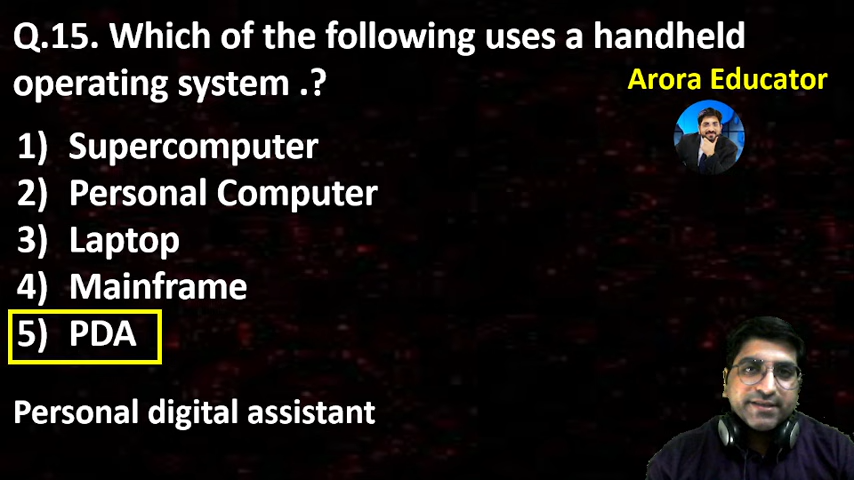 Q.15. Which of the following uses a handheld
operating system .?
Arora Educator
1) Supercomputer
2) Personal Computer
3) Laptop
4) Mainframe
5) PDA
Personal digital assistant